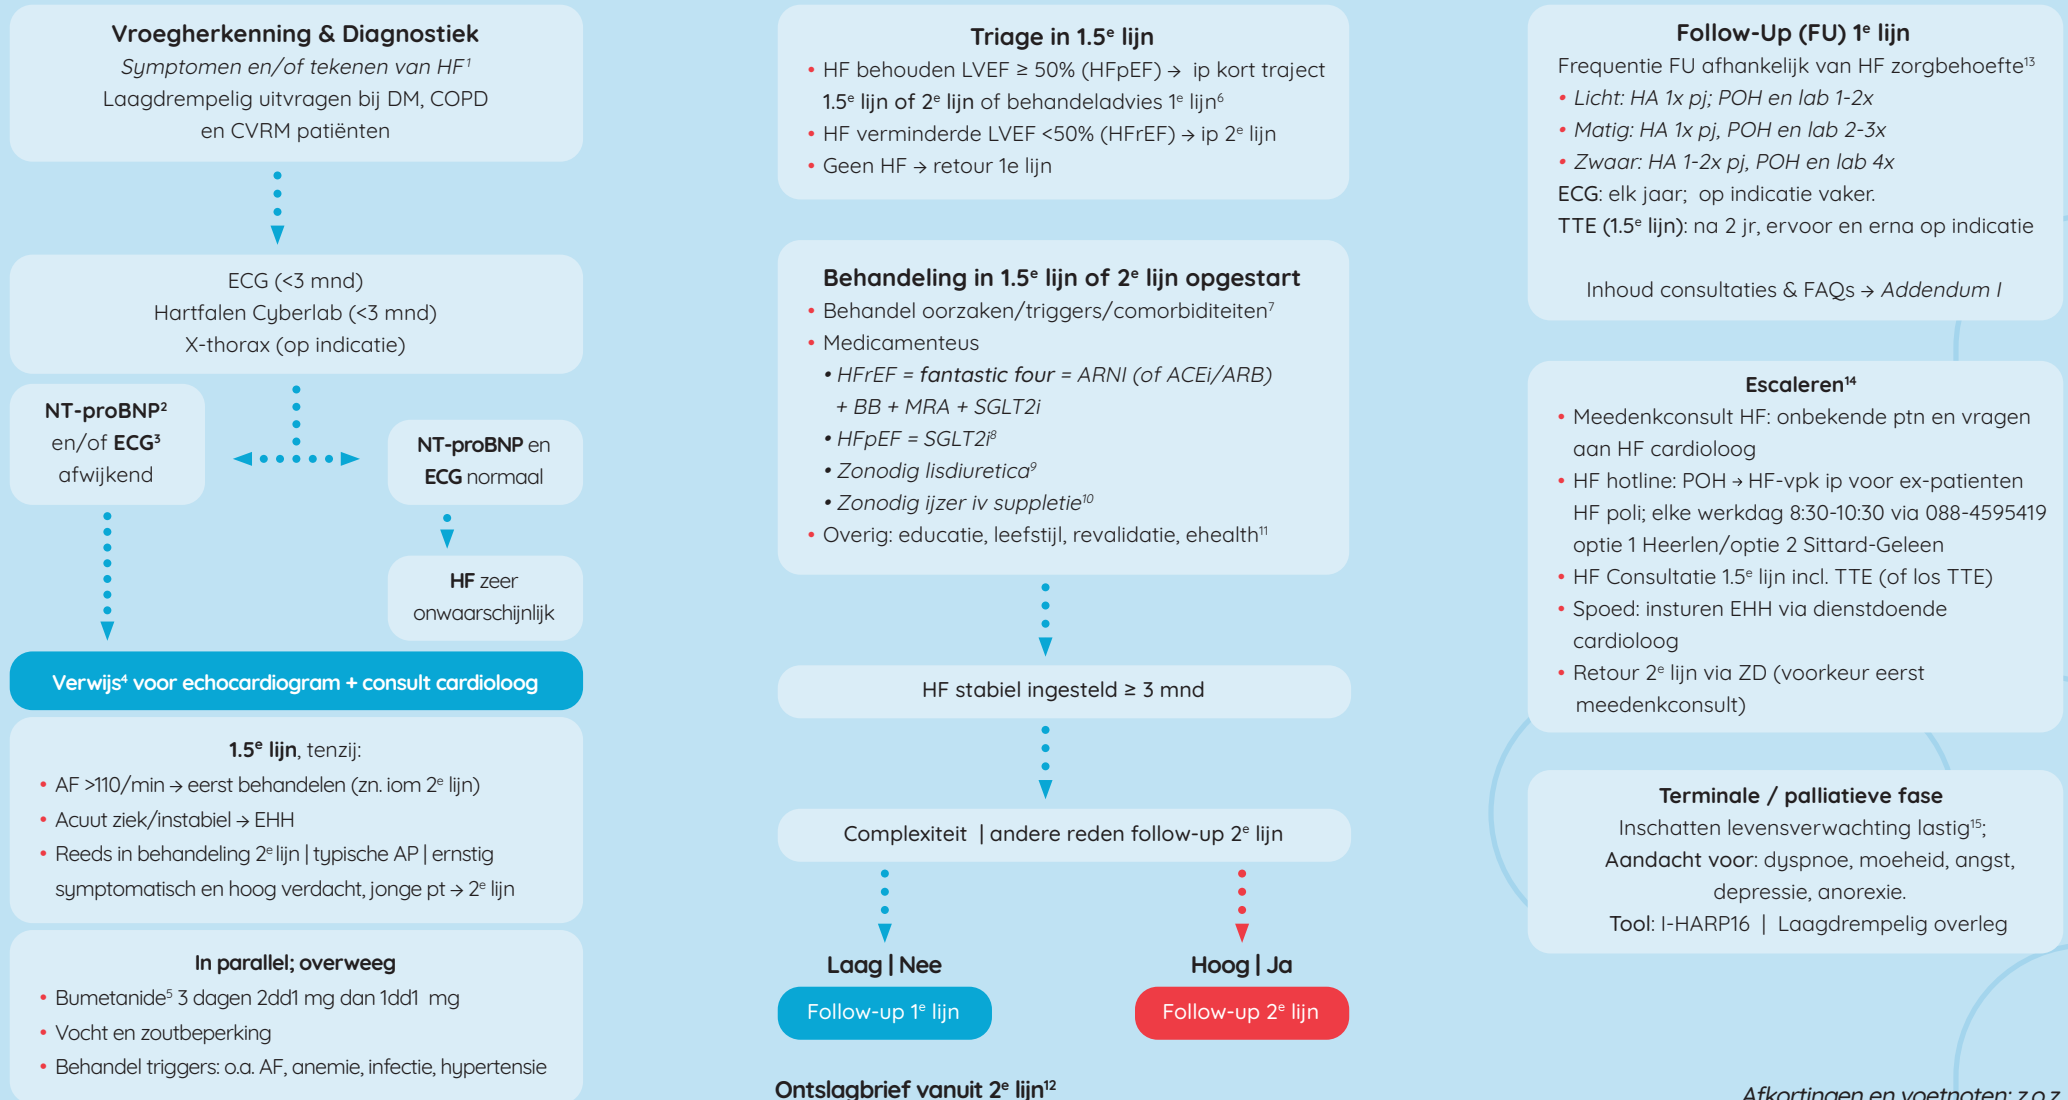 Vroegherkenning & Diagnostiek
Symptomen en/of tekenen van HF¹
Laagdrempelig uitvragen bij DM, COPD
en CVRM patiënten
ECG (<3 mnd)
Hartfalen Cyberlab (<3 mnd)
X-thorax (op indicatie)
NT-proBNP²
en/of ECG³
afwijkend
NT-proBNP en
ECG normaal
HF zeer
onwaarschijnlijk
Verwijs⁴ voor echocardiogram + consult cardioloog
1.5ᵉ lijn, tenzij:
• AF >110/min → eerst behandelen (zn. iom 2ᵉ lijn)
• Acuut ziek/instabiel → EHH
• Reeds in behandeling 2ᵉ lijn | typische AP | ernstig
symptomatisch en hoog verdacht, jonge pt → 2ᵉ lijn
In parallel; overweeg
• Bumetanide⁵ 3 dagen 2dd1 mg dan 1dd1 mg
• Vocht en zoutbeperking
• Behandel triggers: o.a. AF, anemie, infectie, hypertensie
Triage in 1.5ᵉ lijn
• HF behouden LVEF ≥ 50% (HFpEF) → ip kort traject
1.5ᵉ lijn of 2ᵉ lijn of behandeladvies 1ᵉ lijn⁶
• HF verminderde LVEF <50% (HFrEF) → ip 2ᵉ lijn
• Geen HF → retour 1e lijn
Behandeling in 1.5ᵉ lijn of 2ᵉ lijn opgestart
• Behandel oorzaken/triggers/comorbiditeiten⁷
• Medicamenteus
• HFrEF = fantastic four = ARNI (of ACEi/ARB)
+ BB + MRA + SGLT2i
• HFpEF = SGLT2i⁸
• Zonodig lisdiuretica⁹
• Zonodig ijzer iv suppletie¹⁰
• Overig: educatie, leefstijl, revalidatie, ehealth¹¹
HF stabiel ingesteld ≥ 3 mnd
Complexiteit | andere reden follow-up 2ᵉ lijn
Laag | Nee
Hoog | Ja
Follow-up 1ᵉ lijn
Follow-up 2ᵉ lijn
Ontslagbrief vanuit 2ᵉ lijn¹²
Follow-Up (FU) 1ᵉ lijn
Frequentie FU afhankelijk van HF zorgbehoefte¹³
• Licht: HA 1x pj; POH en lab 1-2x
• Matig: HA 1x pj, POH en lab 2-3x
• Zwaar: HA 1-2x pj, POH en lab 4x
ECG: elk jaar; op indicatie vaker.
TTE (1.5ᵉ lijn): na 2 jr, ervoor en erna op indicatie
Inhoud consultaties & FAQs → Addendum I
Escaleren¹⁴
• Meedenkconsult HF: onbekende ptn en vragen
aan HF cardioloog
• HF hotline: POH → HF-vpk ip voor ex-patienten
HF poli; elke werkdag 8:30-10:30 via 088-4595419
optie 1 Heerlen/optie 2 Sittard-Geleen
• HF Consultatie 1.5ᵉ lijn incl. TTE (of los TTE)
• Spoed: insturen EHH via dienstdoende
cardioloog
• Retour 2ᵉ lijn via ZD (voorkeur eerst
meedenkconsult)
Terminale / palliatieve fase
Inschatten levensverwachting lastig¹⁵;
Aandacht voor: dyspnoe, moeheid, angst,
depressie, anorexie.
Tool: I-HARP16 | Laagdrempelig overleg
Afkortingen en voetnoten: z.o.z.